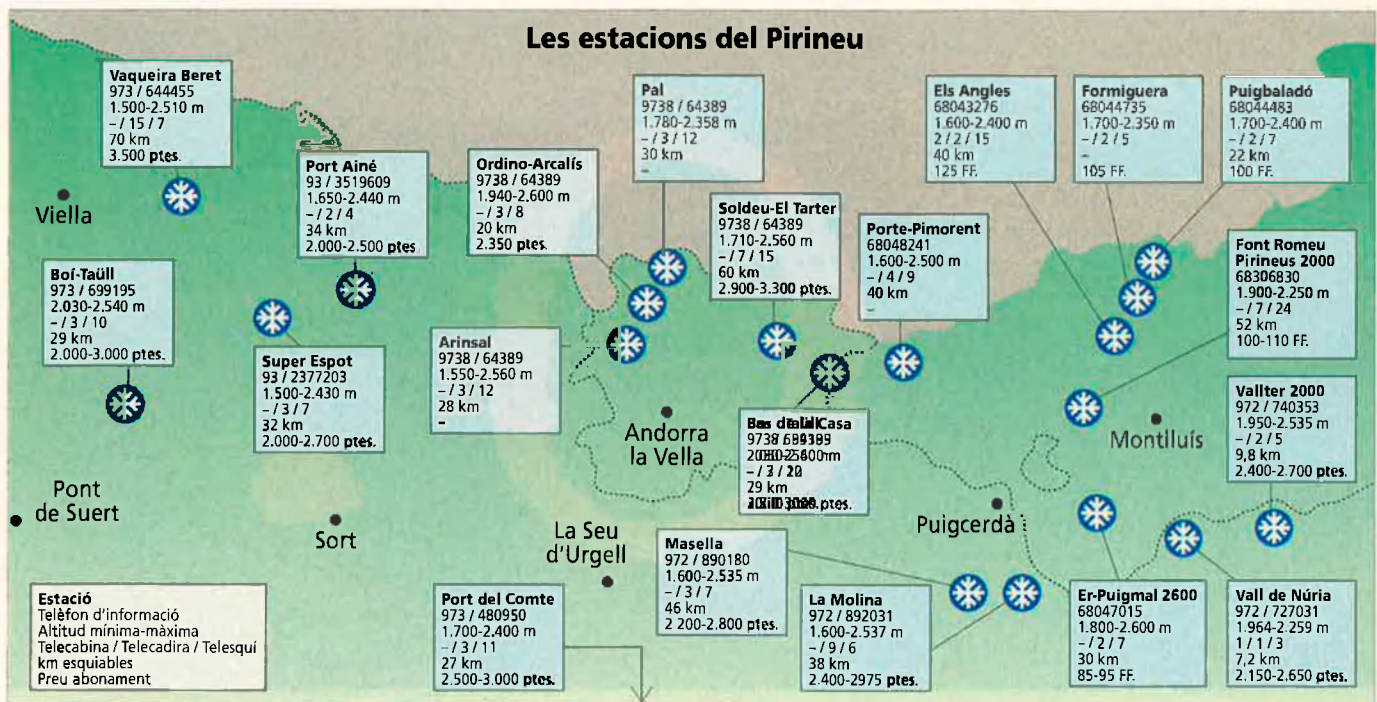 Les estacions del Pirineu
Vaqueira Beret
973 / 644455
1.500-2.510 m
– / 15 / 7
70 km
3.500 ptes.
Viella
Port Ainé
93 / 3519609
1.650-2.440 m
– / 2 / 4
34 km
2.000-2.500 ptes.
Ordino-Arcalís
9738 / 64389
1.940-2.600 m
– / 3 / 8
20 km
2.350 ptes.
Pal
9738 / 64389
1.780-2.358 m
– / 3 / 12
30 km
–
Soldeu-El Tarter
9738 / 64389
1.710-2.560 m
– / 7 / 15
60 km
2.900-3.300 ptes.
Porte-Pimorent
68048241
1.600-2.500 m
– / 4 / 9
40 km
–
Els Angles
68043276
1.600-2.400 m
2 / 2 / 15
40 km
125 FF.
Formiguera
68044735
1.700-2.350 m
– / 2 / 5
–
105 FF.
Puigbaladó
68044483
1.700-2.400 m
– / 2 / 7
22 km
100 FF.
Font Romeu
Pirineus 2000
68306830
1.900-2.250 m
– / 7 / 24
52 km
100-110 FF.
Boí-Taüll
973 / 699195
2.030-2.540 m
– / 3 / 10
29 km
2.000-3.000 ptes.
Super Espot
93 / 2377203
1.500-2.430 m
– / 3 / 7
32 km
2.000-2.700 ptes.
Arinsal
9738 / 64389
1.550-2.560 m
– / 3 / 12
28 km
–
Andorra
la Vella
Casa
29 km
ptes.
Montlluís
Vallter 2000
972 / 740353
1.950-2.535 m
– / 2 / 5
9,8 km
2.400-2.700 ptes.
Pont
de Suert
Sort
La Seu
d'Urgell
Puigcerdà
Masella
972 / 890180
1.600-2.535 m
– / 3 / 7
46 km
2 200-2.800 ptes.
Estació
Telèfon d'informació
Altitud mínima-màxima
Telecabina / Telecadira / Telesquí
km esquiables
Preu abonament
Port del Comte
973 / 480950
1.700-2.400 m
– / 3 / 11
27 km
2.500-3.000 ptes.
La Molina
972 / 892031
1.600-2.537 m
– / 9 / 6
38 km
2.400-2975 ptes.
Er-Puigmal 2600
68047015
1.800-2.600 m
– / 2 / 7
30 km
85-95 FF.
Vall de Núria
972 / 727031
1.964-2.259 m
1 / 1 / 3
7,2 km
2.150-2.650 ptes.